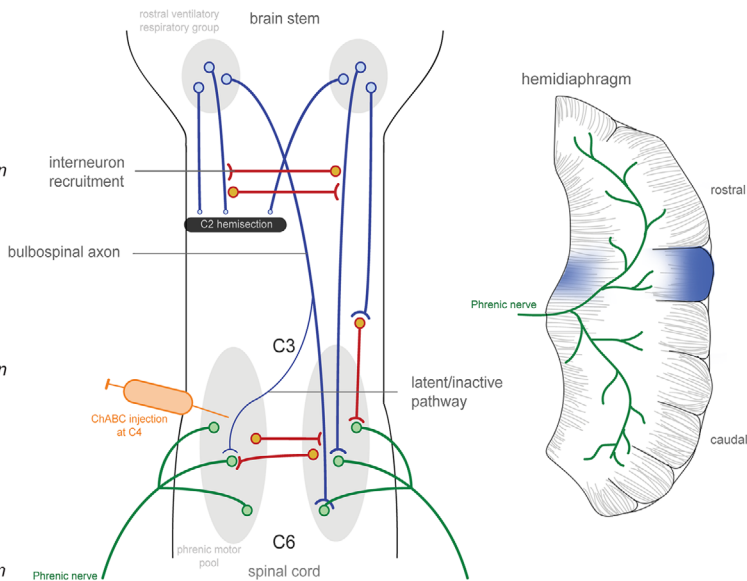 rostral ventilatory
respiratory group
brain stem
hemidiaphragm
n
interneuron
recruitment
rostral
C2 hemisection
bulbospinal axon
Phrenic nerve
C3
n
latent/inactive
pathway
ChABC injection
at C4
caudal
C6
phrenic motor
pool
spinal cord
Phrenic nerve
n